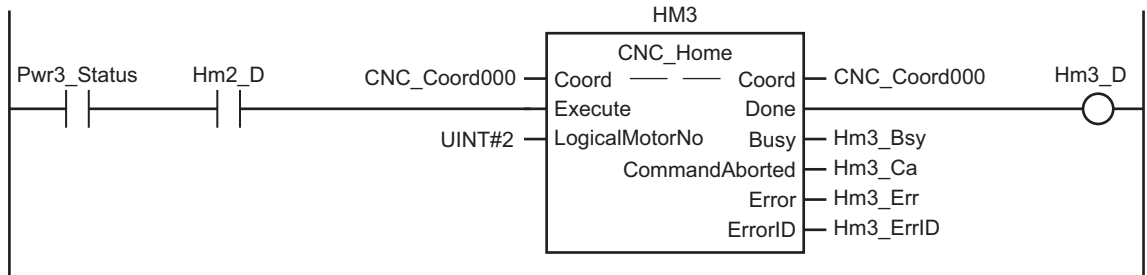 HM3
CNC_Home
Pwr3_Status Hm2_D CNC_Coord000 Coord Coord CNC_Coord000 Hm3_D
Execute Done
UINT#2 LogicalMotorNo Busy Hm3_Bsy
CommandAborted Hm3_Ca
Error Hm3_Err
ErrorID Hm3_ErrID